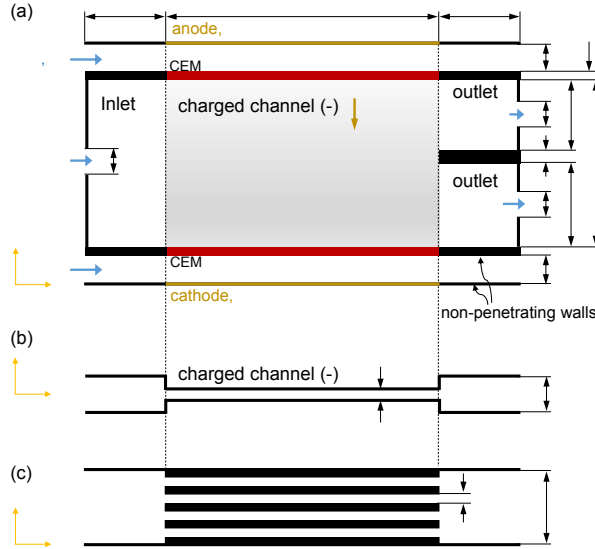 (a)
anode,
,
CEM
Inlet
charged channel (-)
outlet
outlet
CEM
cathode,
non-penetrating walls
(b)
charged channel (-)
(c)